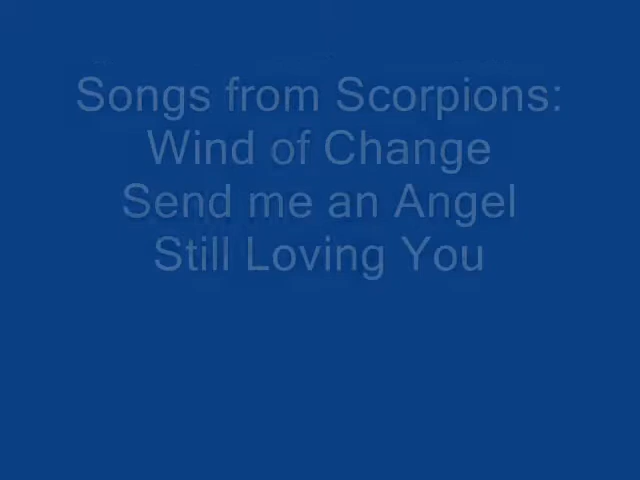 Songs from Scorpions:
Wind of Change
Send me an Angel
Still Loving You